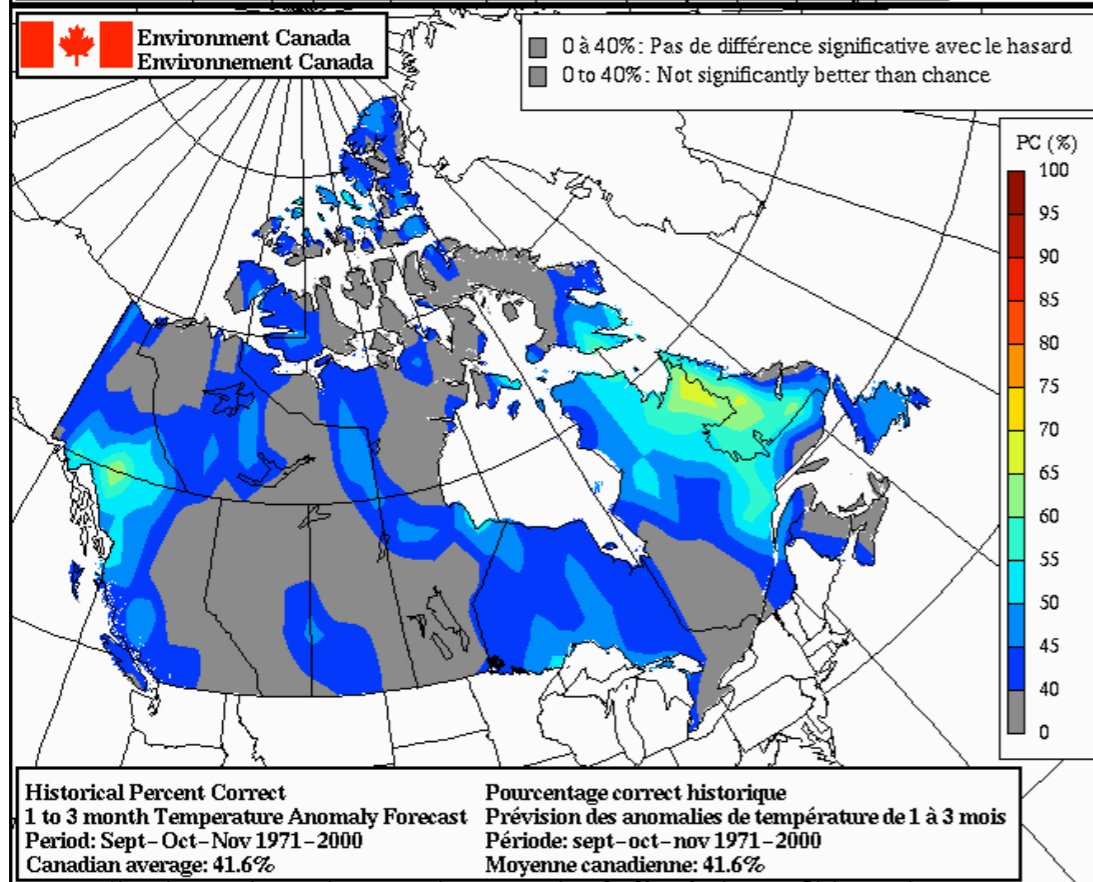 Environment Canada
Environnement Canada
0 à 40%: Pas de différence significative avec le hasard
0 to 40%: Not significantly better than chance
PC (%)
100
95
90
85
80
75
70
65
60
55
50
45
40
0
Historical Percent Correct
1 to 3 month Temperature Anomaly Forecast
Period: Sept-Oct-Nov 1971-2000
Canadian average: 41.6%
Pourcentage correct historique
Prévision des anomalies de température de 1 à 3 mois
Période: sept-oct-nov 1971-2000
Moyenne canadienne: 41.6%